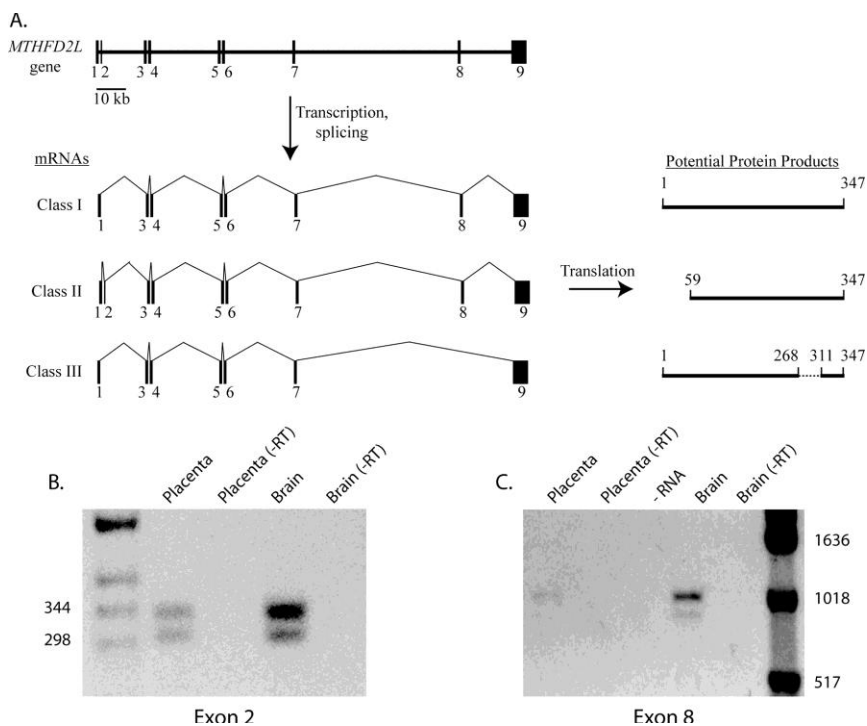 A.
MTHFD2L
gene
1 2 3 4 5 6 7 8 9
10 kb
Transcription,
splicing
mRNAs
Potential Protein Products
Class I
1 3 4 5 6 7 8 9
1 347
Class II
1 2 3 4 5 6 7 8 9
Translation
59 347
Class III
1 3 4 5 6 7 9
1 268 311 347
B.
Placenta
Placenta (-RT)
Brain
Brain (-RT)
344
298
Exon 2
C.
Placenta
Placenta (-RT)
- RNA
Brain
Brain (-RT)
1636
1018
517
Exon 8